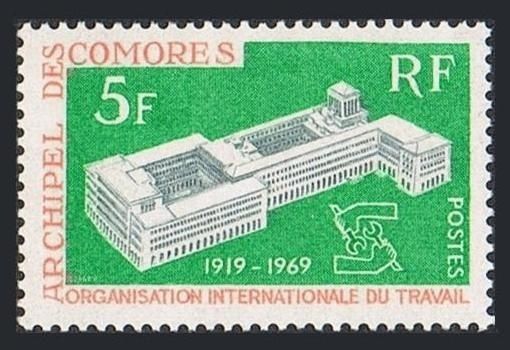 ARCHIPEL DES COMORES
5F
RF
POSTES
1919-1969
ORGANISATION INTERNATIONALE DU TRAVAIL